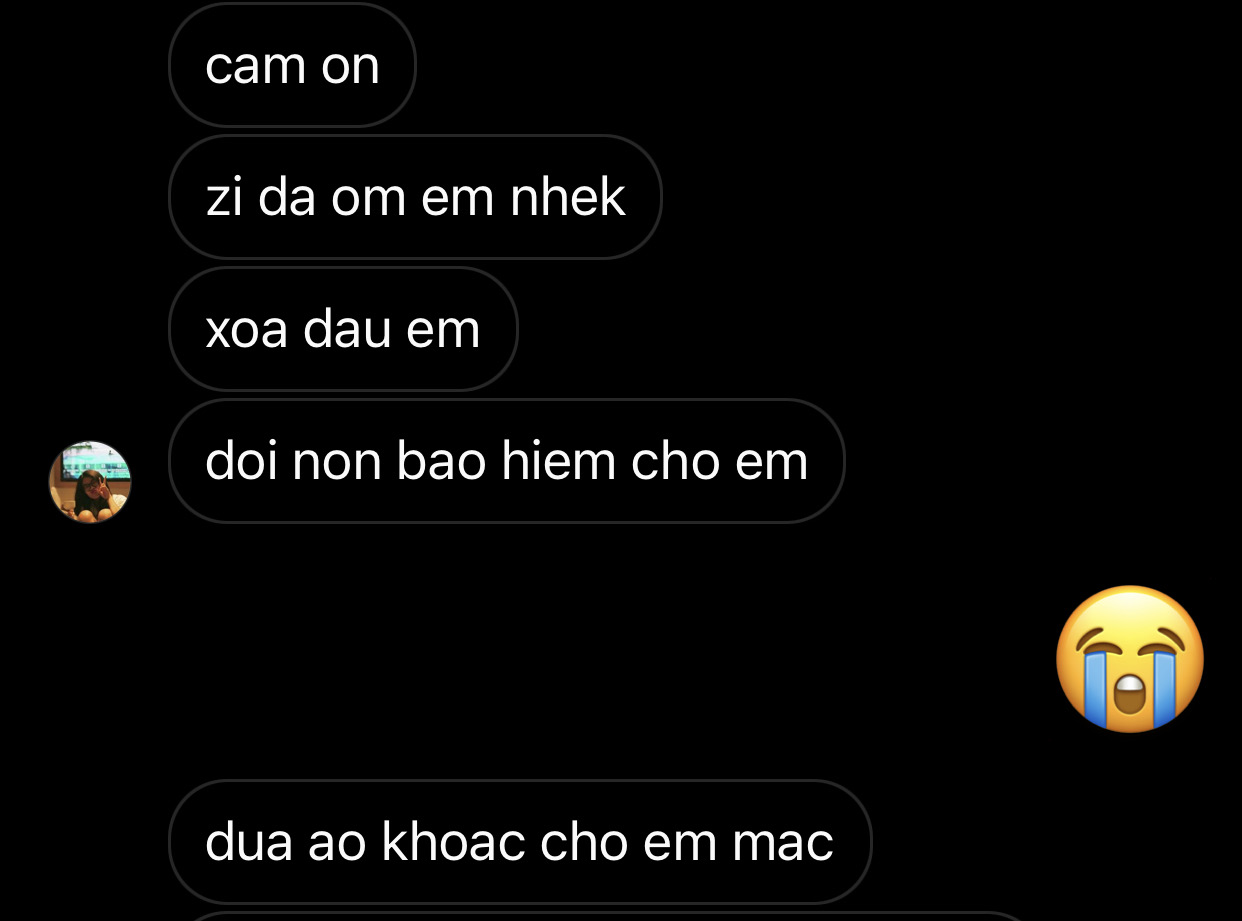 cam on
zi da om em nhek
xoa dau em
doi non bao hiem cho em
dua ao khoac cho em mac